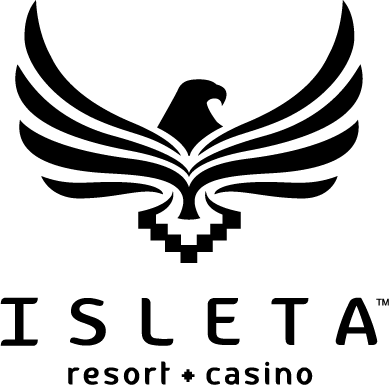 ISLETA™
resort + casino